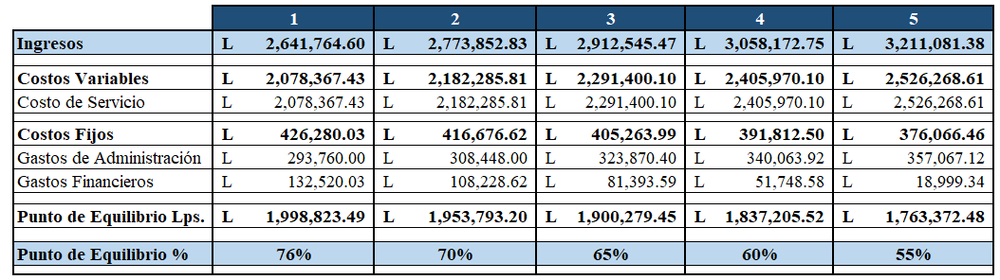 1 2 3 4 5
Ingresos L 2,641,764.60 L 2,773,852.83 L 2,912,545.47 L 3,058,172.75 L 3,211,081.38
Costos Variables L 2,078,367.43 L 2,182,285.81 L 2,291,400.10 L 2,405,970.10 L 2,526,268.61
Costo de Servicio L 2,078,367.43 L 2,182,285.81 L 2,291,400.10 L 2,405,970.10 L 2,526,268.61
Costos Fijos L 426,280.03 L 416,676.62 L 405,263.99 L 391,812.50 L 376,066.46
Gastos de Administración L 293,760.00 L 308,448.00 L 323,870.40 L 340,063.92 L 357,067.12
Gastos Financieros L 132,520.03 L 108,228.62 L 81,393.59 L 51,748.58 L 18,999.34
Punto de Equilibrio Lps. L 1,998,823.49 L 1,953,793.20 L 1,900,279.45 L 1,837,205.52 L 1,763,372.48
Punto de Equilibrio % 76% 70% 65% 60% 55%